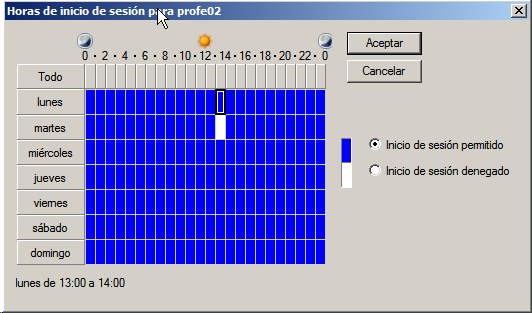 Horas de inicio de sesión para profe02
Aceptar
0 · 2 · 4 · 6 · 8 · 10 · 12 · 14 · 16 · 18 · 20 · 22 · 0
Cancelar
Todo
lunes
martes
miércoles
Inicio de sesión permitido
jueves
Inicio de sesión denegado
viernes
sábado
domingo
lunes de 13:00 a 14:00